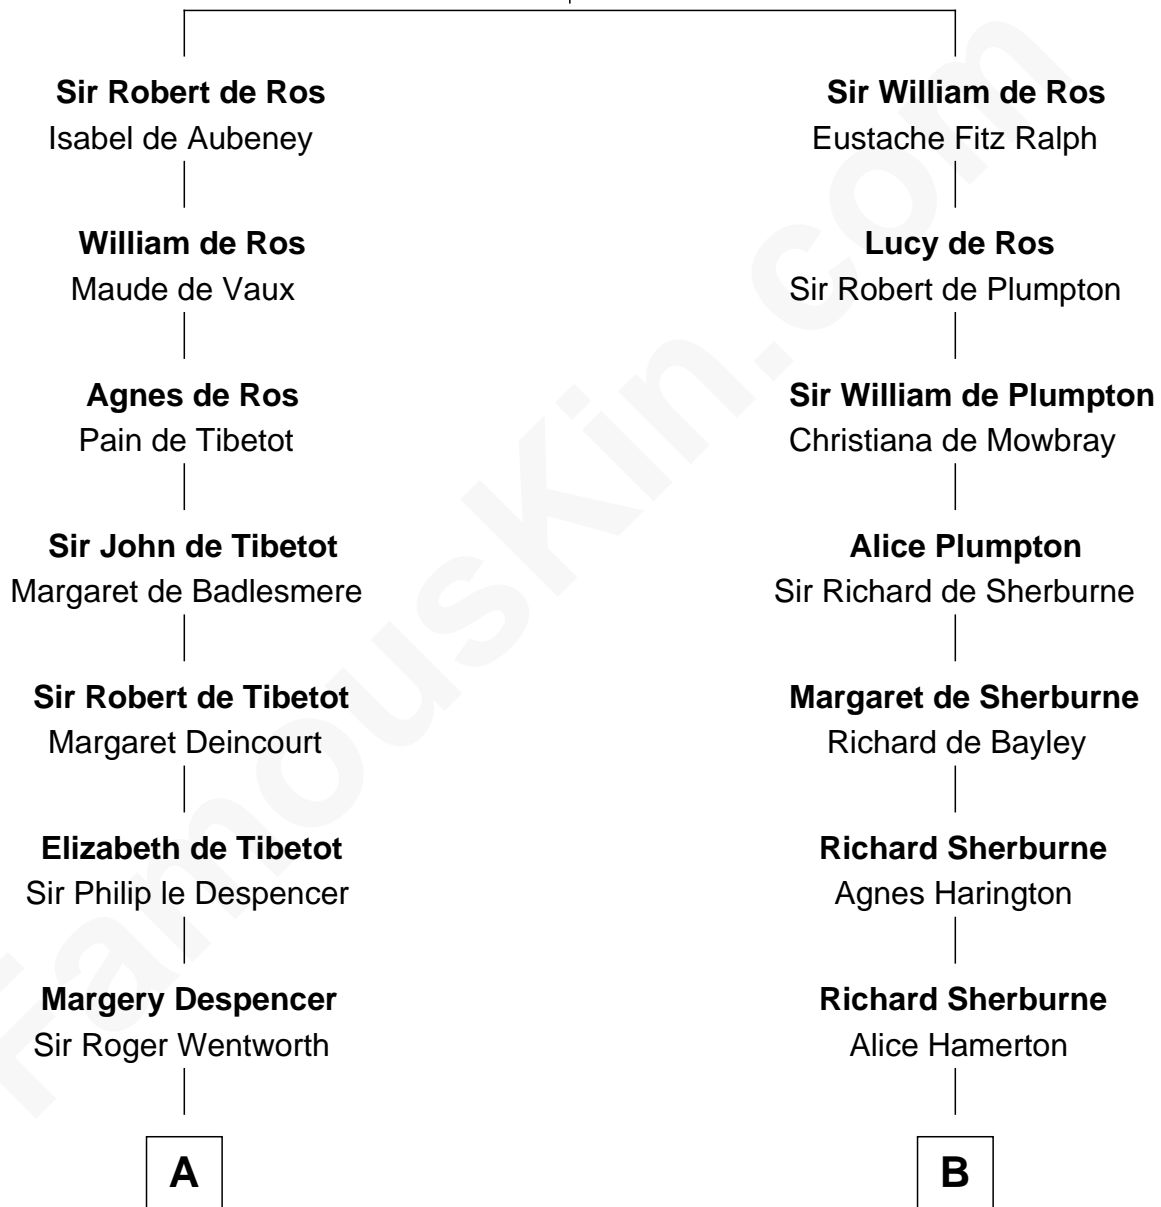 Sir Robert de Ros
Isabel de Aubeney
William de Ros
Maude de Vaux
Agnes de Ros
Pain de Tibetot
Sir John de Tibetot
Margaret de Badlesmere
Sir Robert de Tibetot
Margaret Deincourt
Elizabeth de Tibetot
Sir Philip le Despencer
Margery Despencer
Sir Roger Wentworth
A
Sir William de Ros
Eustache Fitz Ralph
Lucy de Ros
Sir Robert de Plumpton
Sir William de Plumpton
Christiana de Mowbray
Alice Plumpton
Sir Richard de Sherburne
Margaret de Sherburne
Richard de Bayley
Richard Sherburne
Agnes Harington
Richard Sherburne
Alice Hamerton
B
FamousKin.com